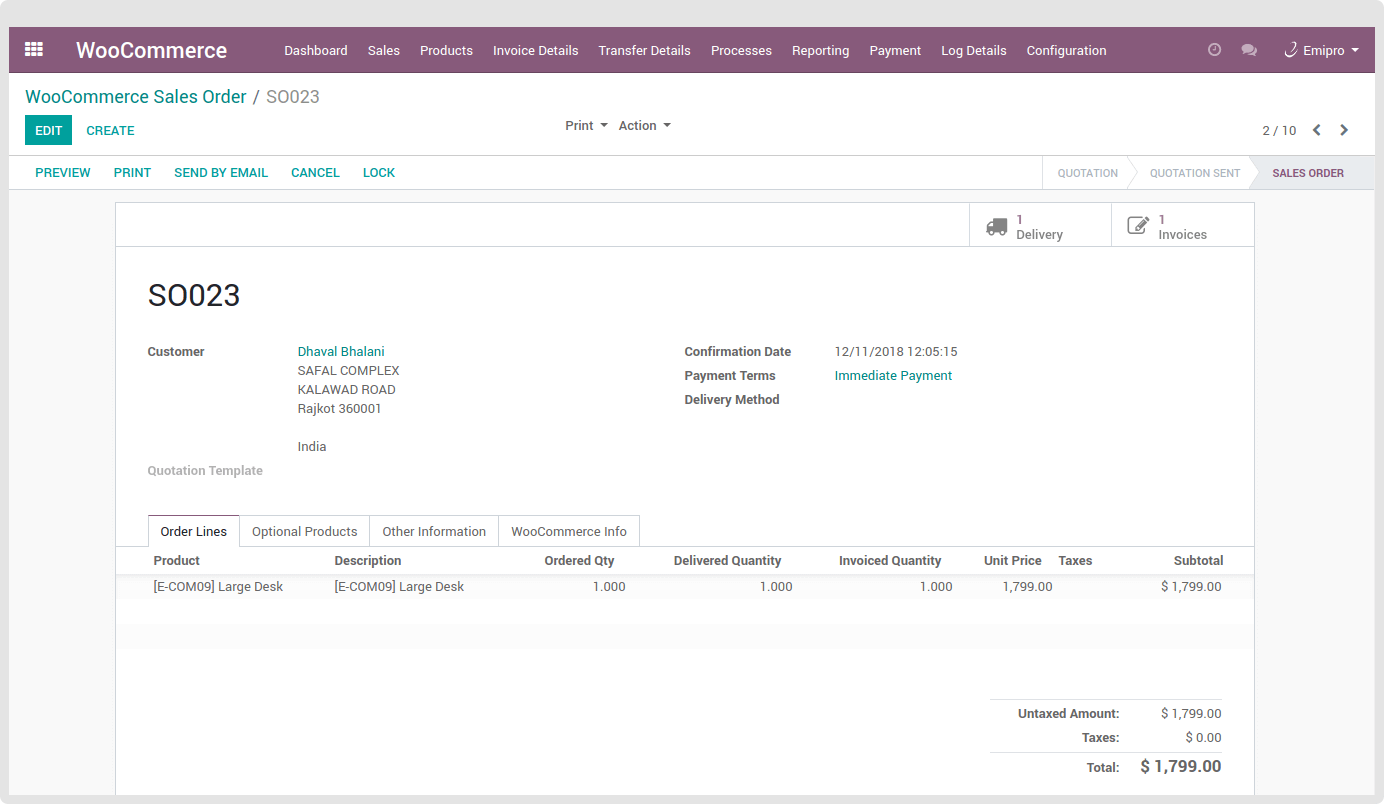 WooCommerce Dashboard Sales Products Invoice Details Transfer Details Processes Reporting Payment Log Details Configuration Emipro
WooCommerce Sales Order / SO023
EDIT CREATE Print Action 2 / 10
PREVIEW PRINT SEND BY EMAIL CANCEL LOCK QUOTATION QUOTATION SENT SALES ORDER
1 Delivery
1 Invoices
SO023
Customer Dhaval Bhalani
SAFAL COMPLEX
KALAWAD ROAD
Rajkot 360001
India
Quotation Template
Confirmation Date 12/11/2018 12:05:15
Payment Terms Immediate Payment
Delivery Method
Order Lines Optional Products Other Information WooCommerce Info
Product Description Ordered Qty Delivered Quantity Invoiced Quantity Unit Price Taxes Subtotal
[E-COM09] Large Desk [E-COM09] Large Desk 1.000 1.000 1.000 1,799.00 $ 1,799.00
Untaxed Amount: $ 1,799.00
Taxes: $ 0.00
Total: $ 1,799.00